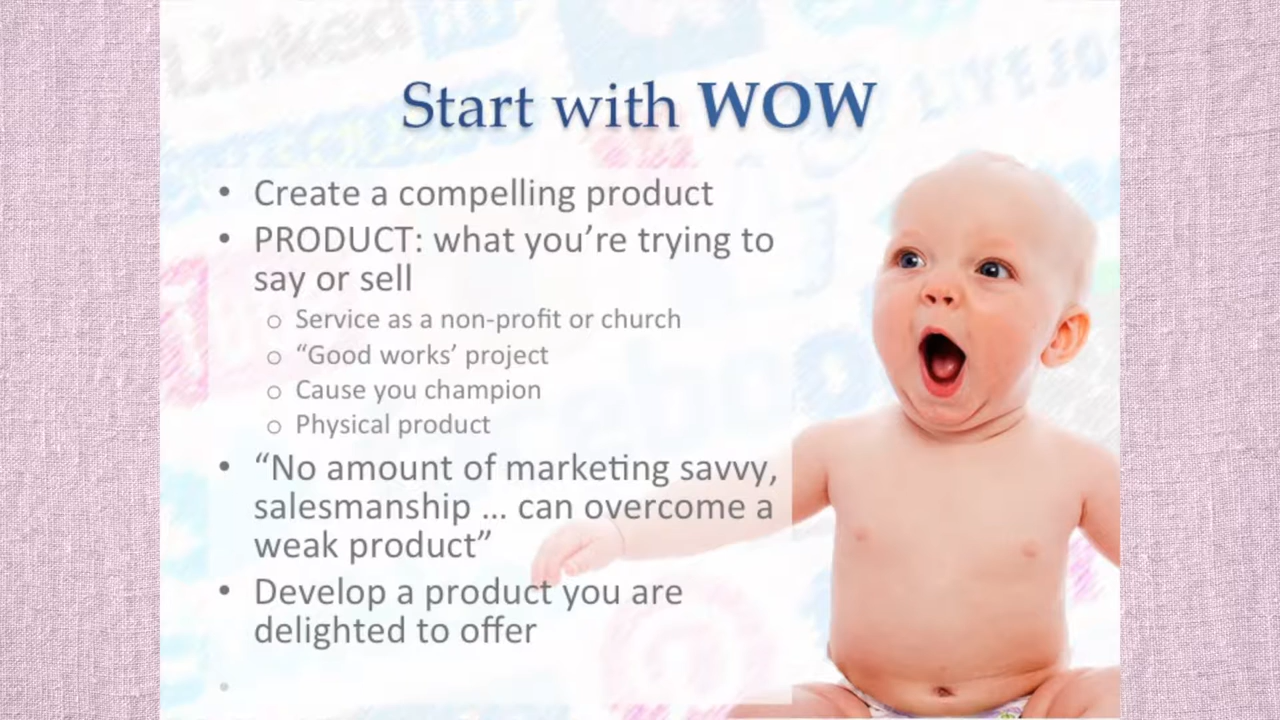 Start with WOW
• Create a compelling product
• PRODUCT: what you’re trying to
say or sell
o Service as a non-profit or church
o “Good works’ project
o Cause you champion
o Physical product
• “No amount of marketing savvy,
salesmanship ... can overcome a
weak product”
• Develop a product you are
delighted to offer
•